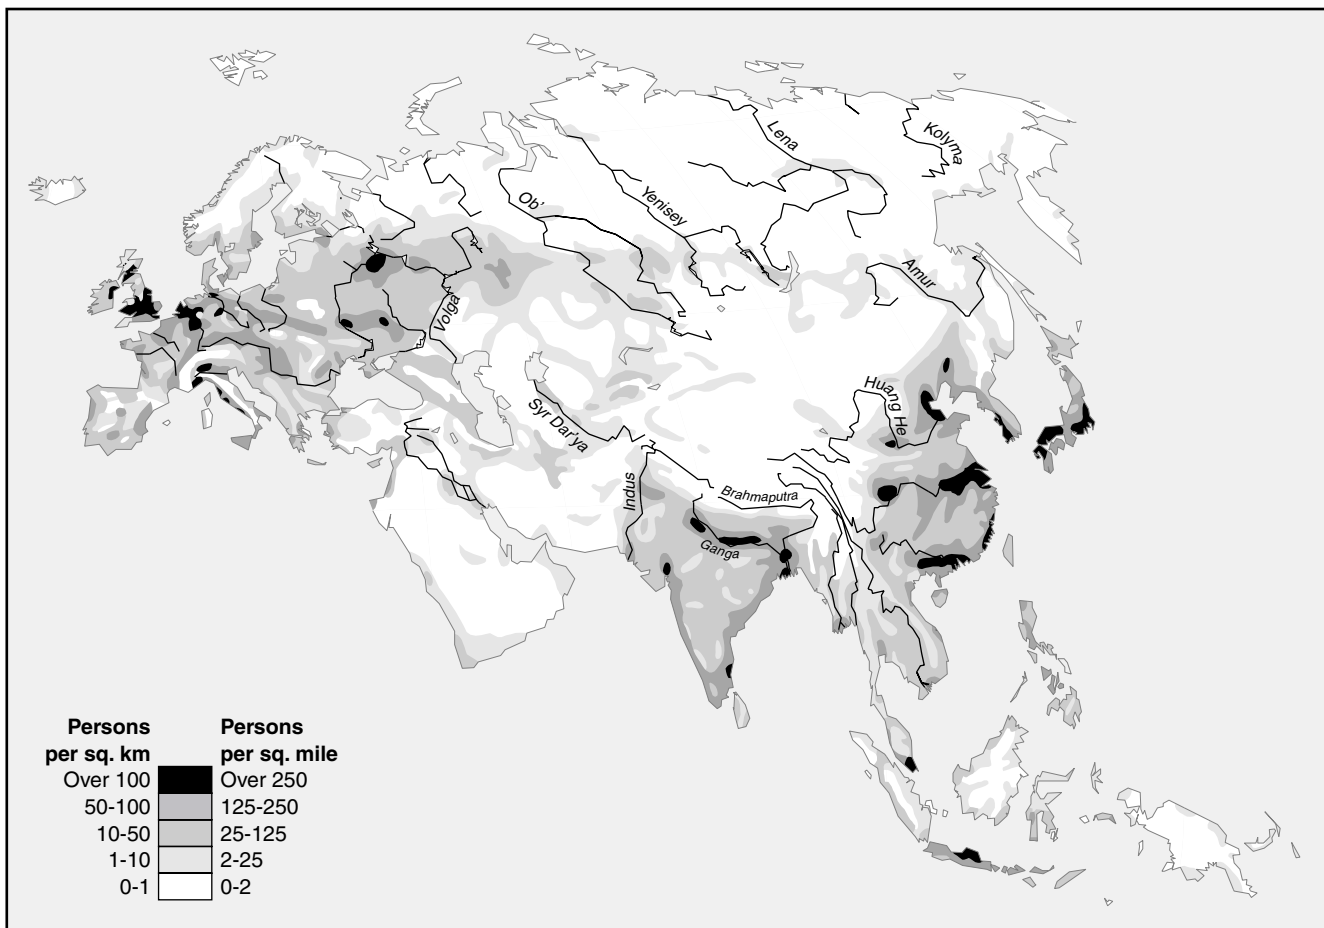 Kolyma
Lena
Yenisey
Ob'
Amur
Volga
Huang He
Syr Dar'ya
Indus
Brahmaputra
Ganga
Persons Persons
per sq. km per sq. mile
Over 100 Over 250
50-100 125-250
10-50 25-125
1-10 2-25
0-1 0-2